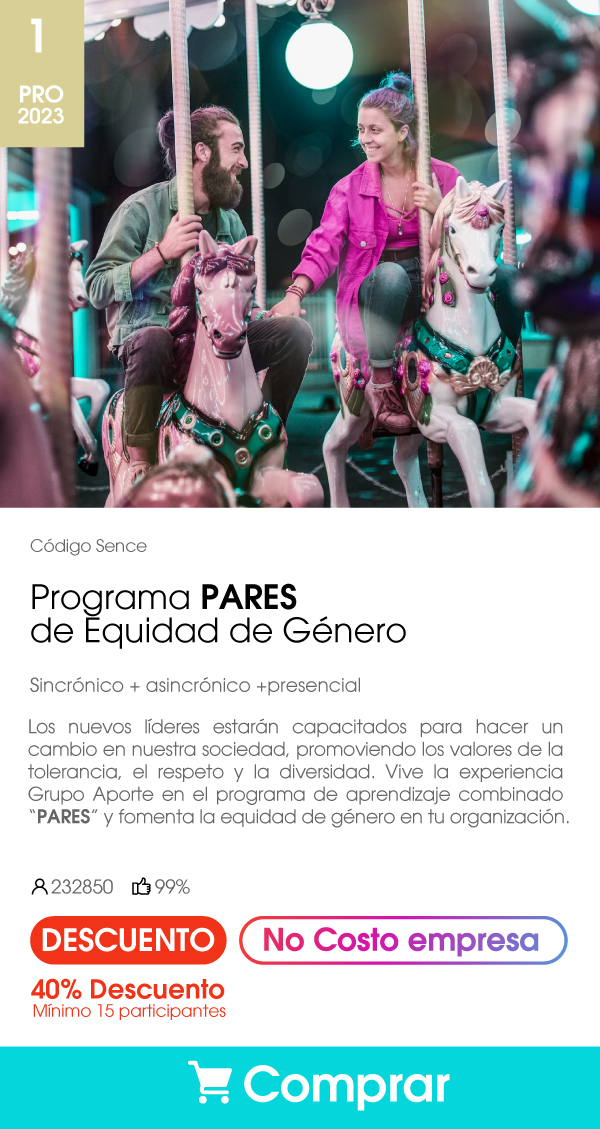 1
PRO
2023
Código Sence
Programa PARES
de Equidad de Género
Sincrónico + asincrónico +presencial
Los nuevos líderes estarán capacitados para hacer un
cambio en nuestra sociedad, promoviendo los valores de la
tolerancia, el respeto y la diversidad. Vive la experiencia
Grupo Aporte en el programa de aprendizaje combinado
“PARES” y fomenta la equidad de género en tu organización.
232850 99%
DESCUENTO No Costo empresa
40% Descuento
Mínimo 15 participantes
Comprar